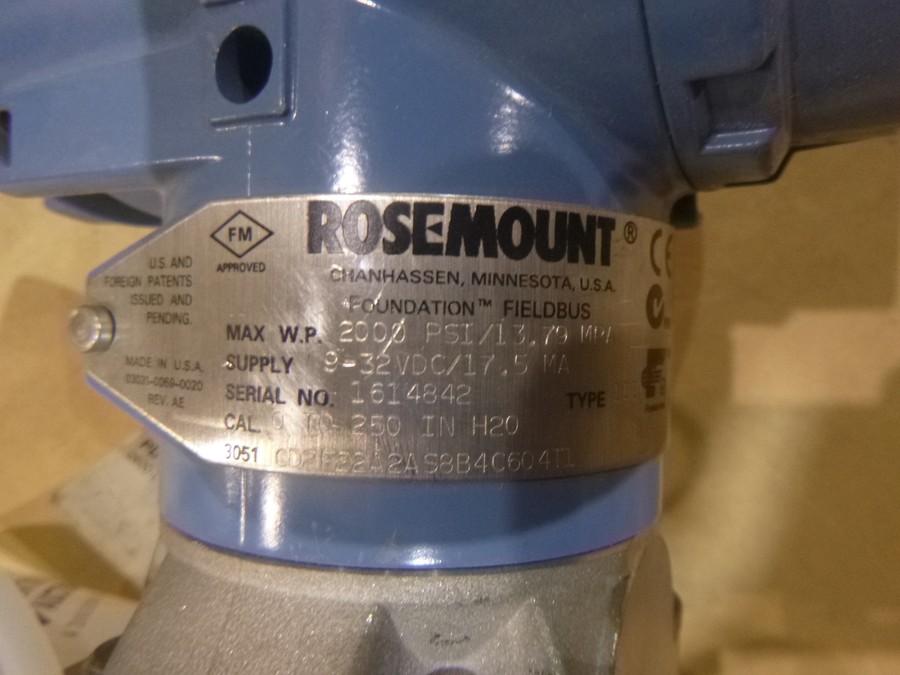 FM
APPROVED
ROSEMOUNT®
CHANHASSEN, MINNESOTA, U.S.A.
FOUNDATION™ FIELDBUS
U.S. AND
FOREIGN PATENTS
ISSUED AND
PENDING.
MAX W.P. 2000 PSI/13.79 MPA
SUPPLY 9-32VDC/17.5 MA
SERIAL NO. 1614842
TYPE
CAL. 0 TO 250 IN H2O
MADE IN U.S.A.
03031-0069-0020
REV. AE
3051
CE